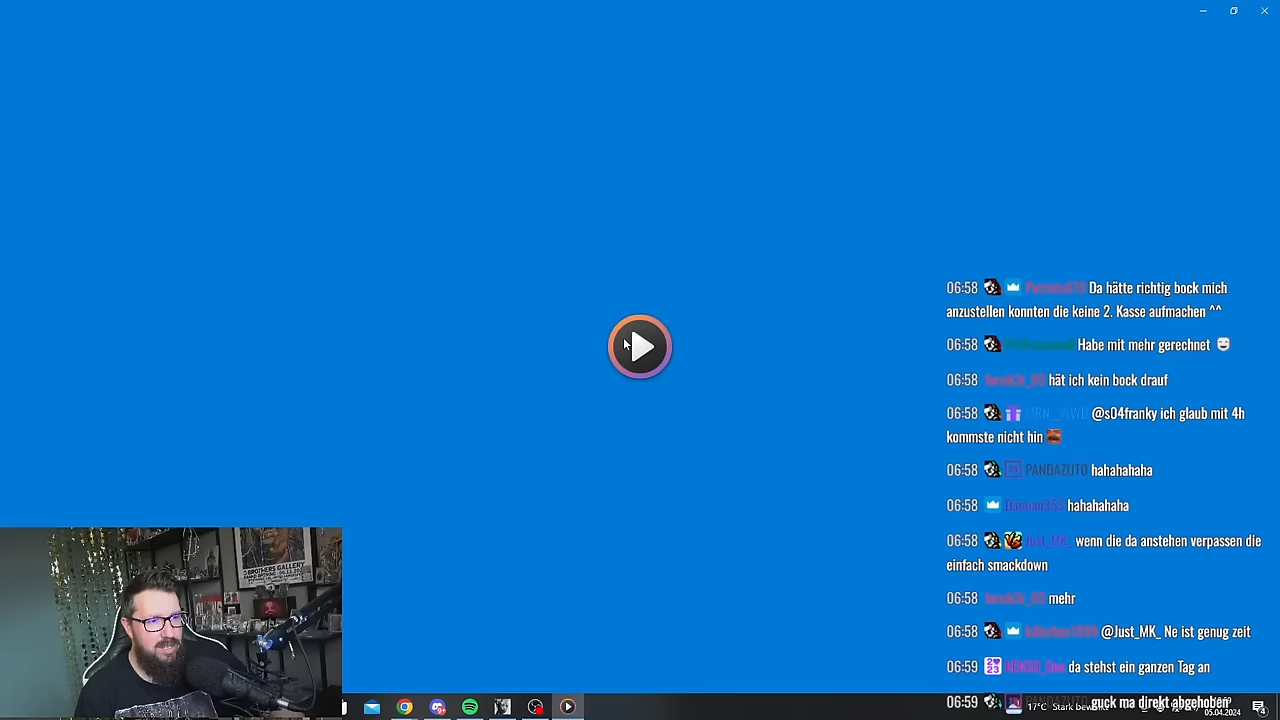 06:58 Da hätte richtig bock mich
anzustellen konnten die keine 2. Kasse aufmachen ^^
06:58 Habe mit mehr gerechnet
06:58 hät ich kein bock drauf
06:58 @s04franky ich glaub mit 4h
kommste nicht hin
06:58 PANDAZUTO hahahahaha
06:58 hahahahaha
06:58 Just_MK_ wenn die da anstehen verpassen die
einfach smackdown
06:58 mehr
06:58 @Just_MK_ Ne ist genug zeit
06:59 da stehst ein ganzen Tag an
06:59 PANDAZUTO guck ma direkt abgehoben
17°C
05.04.2024
BROTHERS GALLERY